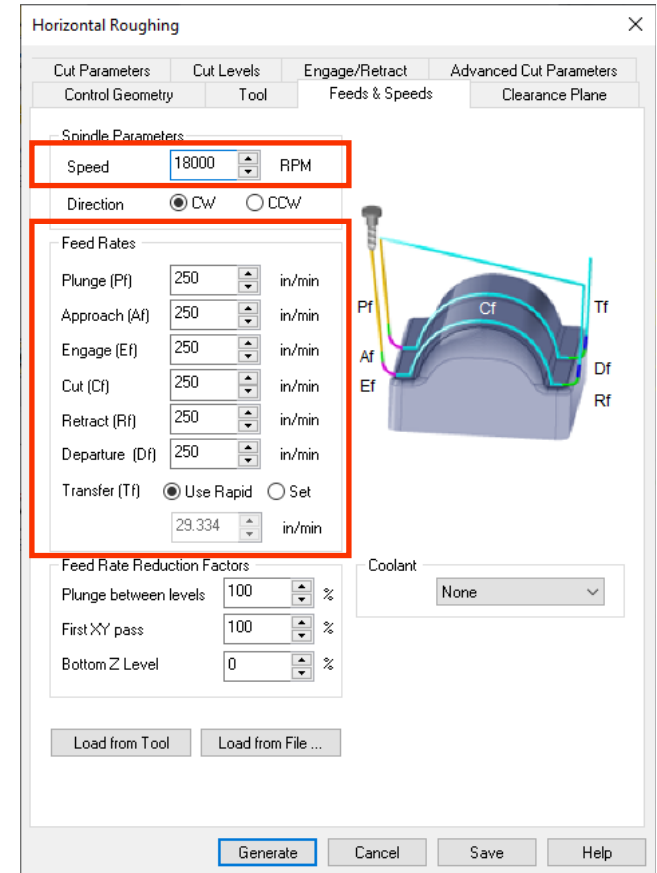 Horizontal Roughing
Cut Parameters Cut Levels Engage/Retract Advanced Cut Parameters
Control Geometry Tool Feeds & Speeds Clearance Plane
Spindle Parameters
Speed 18000 RPM
Direction CW CCW
Feed Rates
Plunge (Pf) 250 in/min
Approach (Af) 250 in/min
Engage (Ef) 250 in/min
Cut (Cf) 250 in/min
Retract (Rf) 250 in/min
Departure (Df) 250 in/min
Transfer (Tf) Use Rapid Set
29.334 in/min
Pf Cf Tf
Af Df
Ef Rf
Feed Rate Reduction Factors
Plunge between levels 100 %
First XY pass 100 %
Bottom Z Level 0 %
Coolant
None
Load from Tool Load from File ...
Generate Cancel Save Help